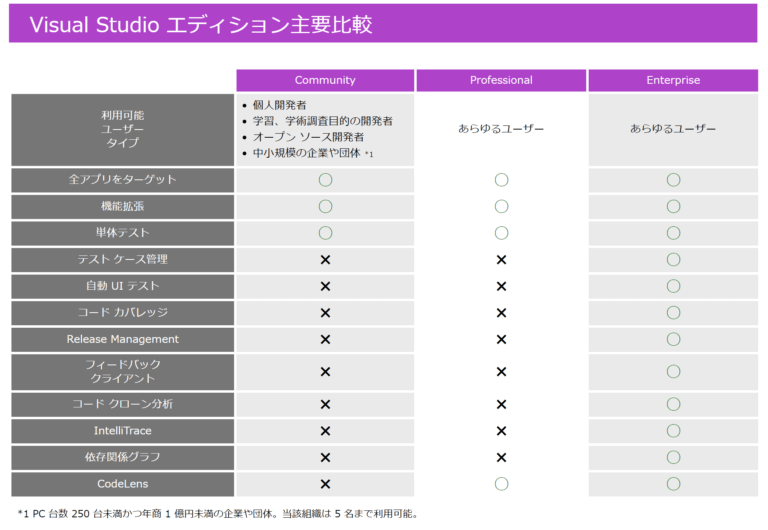 Visual Studio エディション主要比較
Community Professional Enterprise
利用可能
ユーザー
タイプ
• 個人開発者
• 学習、学術調査目的の開発者
• オープン ソース開発者
• 中小規模の企業や団体 *1
あらゆるユーザー あらゆるユーザー
全アプリをターゲット 〇 〇 〇
機能拡張 〇 〇 〇
単体テスト 〇 〇 〇
テスト ケース管理 × × 〇
自動 UI テスト × × 〇
コード カバレッジ × × 〇
Release Management × × 〇
フィードバック
クライアント × × 〇
コード クローン分析 × × 〇
IntelliTrace × × 〇
依存関係グラフ × × 〇
CodeLens × 〇 〇
*1 PC 台数 250 台未満かつ年商 1 億円未満の企業や団体。当該組織は 5 名まで利用可能。